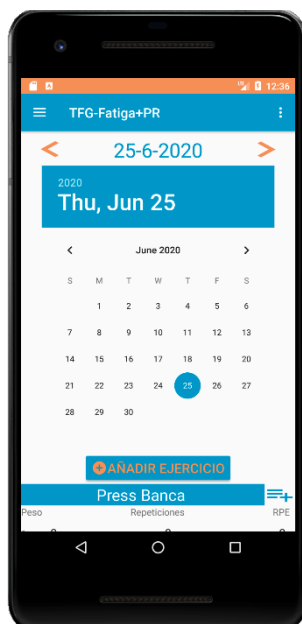 12:36
TFG-Fatiga+PR
< 25-6-2020 >
2020
Thu, Jun 25
June 2020
S M T W T F S
1 2 3 4 5 6
7 8 9 10 11 12 13
14 15 16 17 18 19 20
21 22 23 24 25 26 27
28 29 30
AÑADIR EJERCICIO
Press Banca
Peso Repeticiones RPE